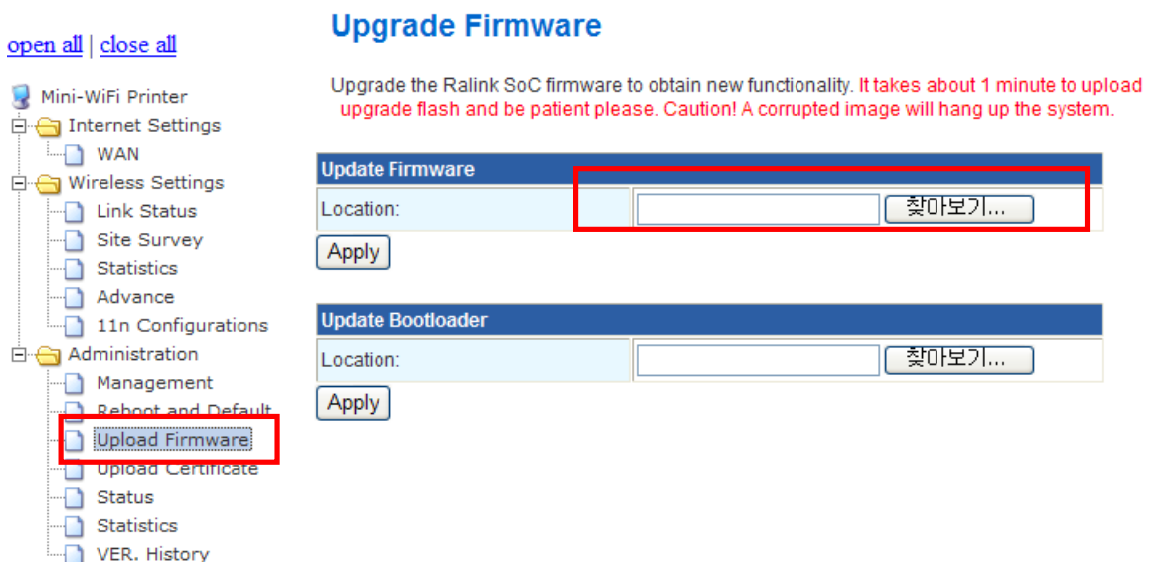 open all | close all
Mini-WiFi Printer
Internet Settings
WAN
Wireless Settings
Link Status
Site Survey
Statistics
Advance
11n Configurations
Administration
Management
Reboot and Default
Upload Firmware
Upload Certificate
Status
Statistics
VER. History
Upgrade Firmware
Upgrade the Ralink SoC firmware to obtain new functionality. It takes about 1 minute to upload
upgrade flash and be patient please. Caution! A corrupted image will hang up the system.
Update Firmware
Location: 찾아보기...
Apply
Update Bootloader
Location: 찾아보기...
Apply